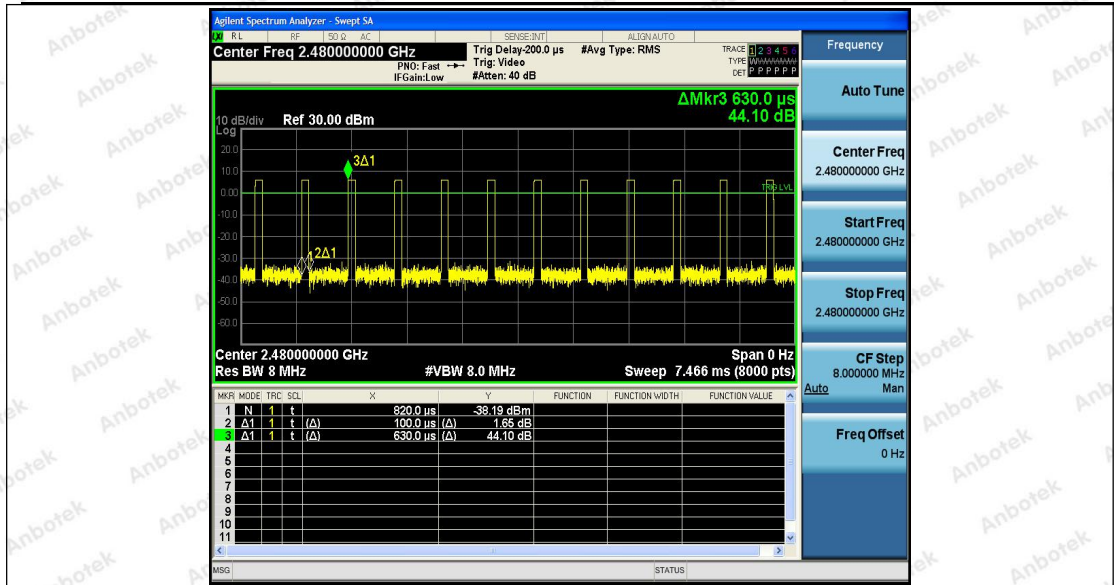 Agilent Spectrum Analyzer - Swept SA
RL RF 50 Ω AC SENSE:INT ALIGNAUTO
Center Freq 2.480000000 GHz
PNO: Fast
IFGain:Low
Trig Delay-200.0 µs #Avg Type: RMS
Trig: Video
#Atten: 40 dB
TRACE 1 2 3 4 5 6
TYPE
DET P P P P P P
ΔMkr3 630.0 µs
44.10 dB
10 dB/div Ref 30.00 dBm
Log
20.0
10.0
0.00
-10.0
-20.0
-30.0
-40.0
-50.0
-60.0
3Δ1
TRIG LVL
2Δ1
Center 2.480000000 GHz Span 0 Hz
Res BW 8 MHz #VBW 8.0 MHz Sweep 7.466 ms (8000 pts)
MKR MODE TRC SCL X Y FUNCTION FUNCTION WIDTH FUNCTION VALUE
1 N 1 t 820.0 µs -38.19 dBm
2 Δ1 1 t (Δ) 100.0 µs (Δ) 1.65 dB
3 Δ1 1 t (Δ) 630.0 µs (Δ) 44.10 dB
4
5
6
7
8
9
10
11
MSG STATUS
Frequency
Auto Tune
Center Freq
2.480000000 GHz
Start Freq
2.480000000 GHz
Stop Freq
2.480000000 GHz
CF Step
8.000000 MHz
Auto Man
Freq Offset
0 Hz
Anbotek